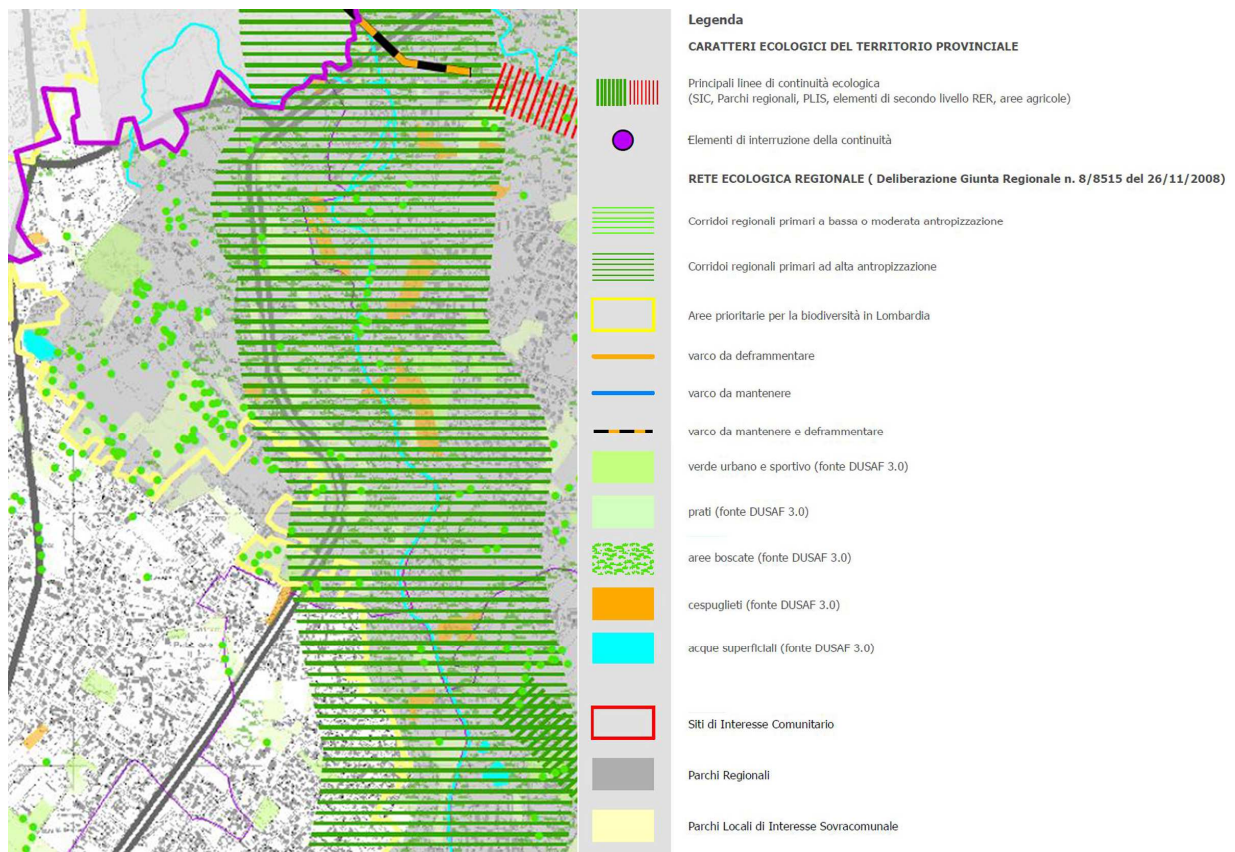 Legenda
CARATTERI ECOLOGICI DEL TERRITORIO PROVINCIALE
Principali linee di continuità ecologica
(SIC, Parchi regionali, PLIS, elementi di secondo livello RER, aree agricole)
Elementi di interruzione della continuità
RETE ECOLOGICA REGIONALE ( Deliberazione Giunta Regionale n. 8/8515 del 26/11/2008)
Corridoi regionali primari a bassa o moderata antropizzazione
Corridoi regionali primari ad alta antropizzazione
Aree prioritarie per la biodiversità in Lombardia
varco da deframmentare
varco da mantenere
varco da mantenere e deframmentare
verde urbano e sportivo (fonte DUSAF 3.0)
prati (fonte DUSAF 3.0)
aree boscate (fonte DUSAF 3.0)
cespuglieti (fonte DUSAF 3.0)
acque superficiali (fonte DUSAF 3.0)
Siti di Interesse Comunitario
Parchi Regionali
Parchi Locali di Interesse Sovracomunale